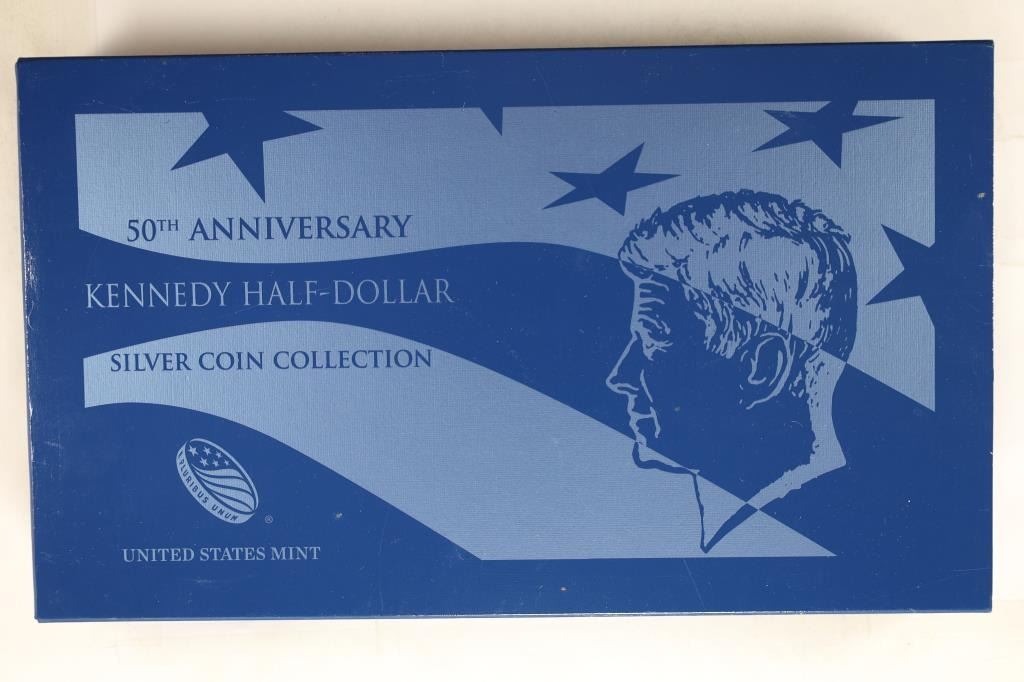 50TH ANNIVERSARY
KENNEDY HALF-DOLLAR
SILVER COIN COLLECTION
E PLURIBUS UNUM
®
UNITED STATES MINT